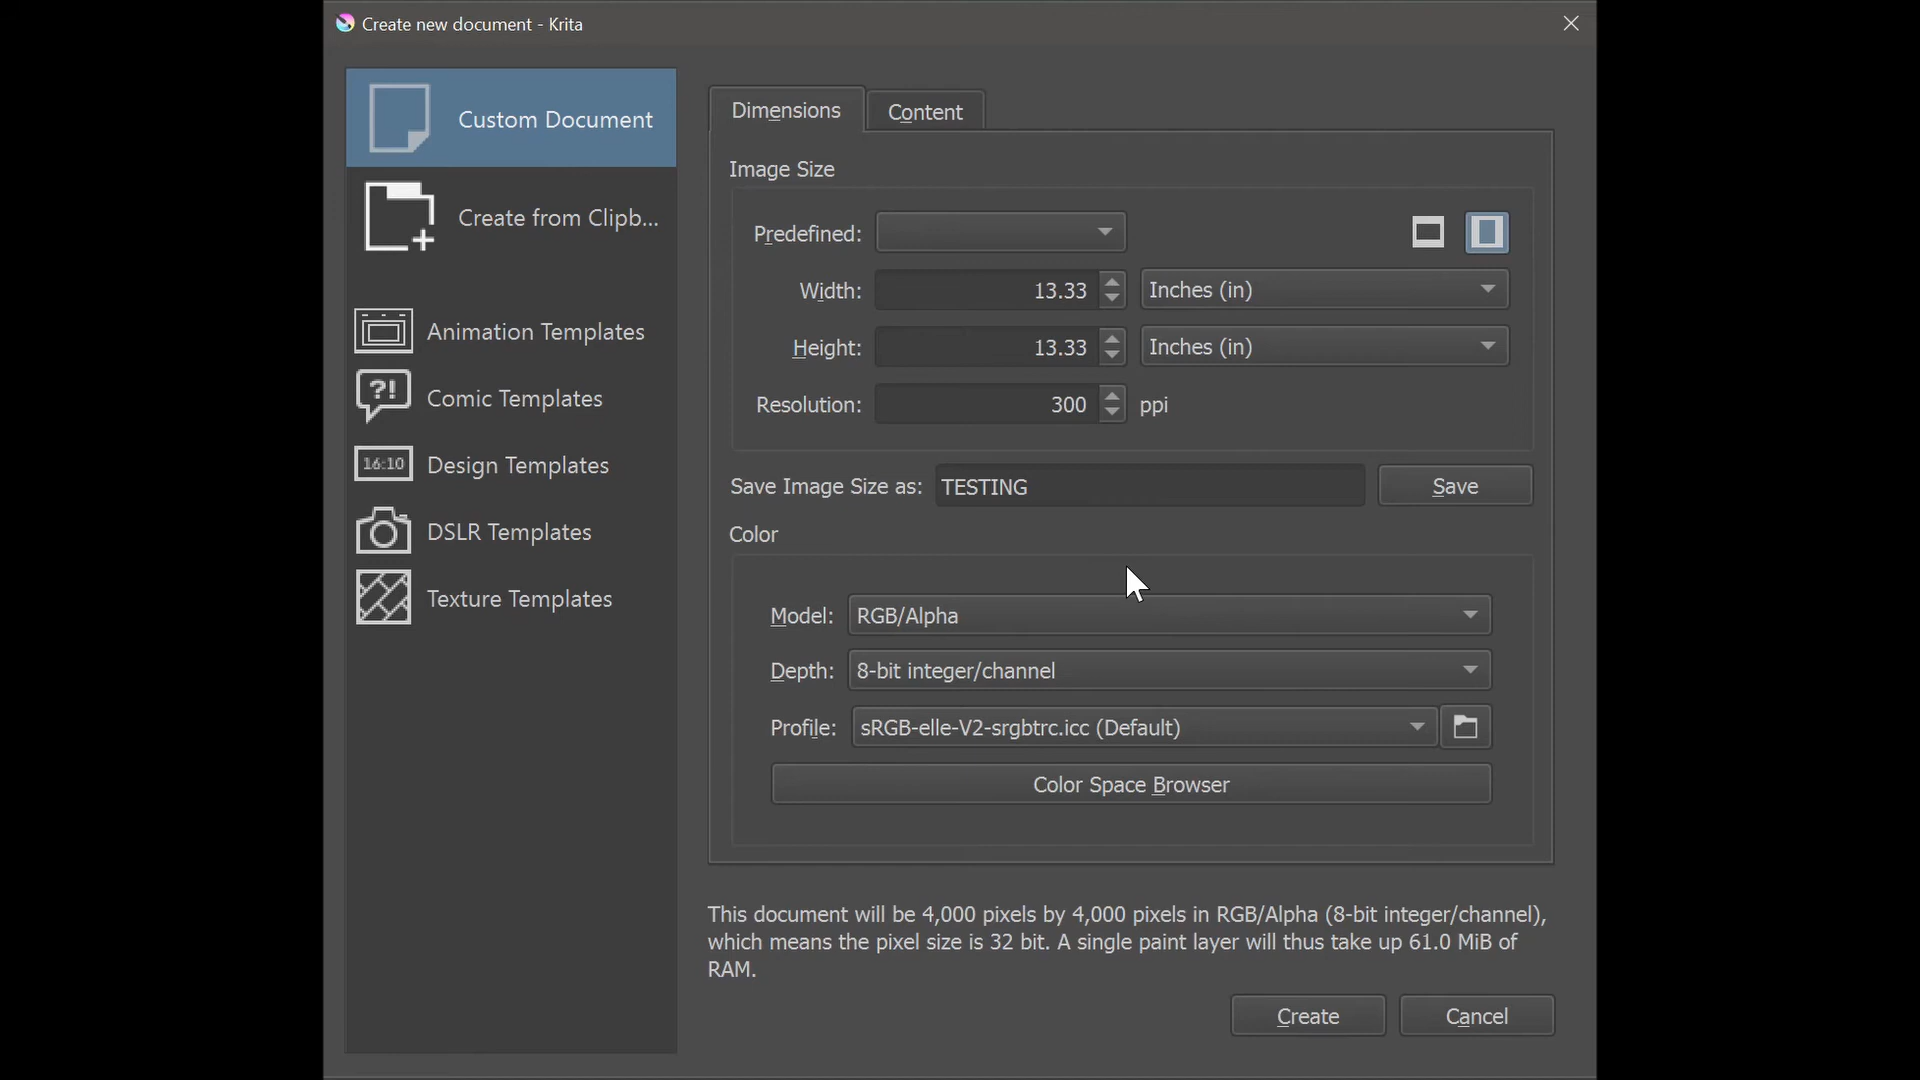 Create new document - Krita
Custom Document
Create from Clipb...
Animation Templates
?!
Comic Templates
16:10
Design Templates
DSLR Templates
Texture Templates
Dimensions
Content
Image Size
Predefined:
Width: 13.33 Inches (in)
Height: 13.33 Inches (in)
Resolution: 300 ppi
Save Image Size as: TESTING Save
Color
Model: RGB/Alpha
Depth: 8-bit integer/channel
Profile: sRGB-elle-V2-srgbtrc.icc (Default)
Color Space Browser
This document will be 4,000 pixels by 4,000 pixels in RGB/Alpha (8-bit integer/channel),
which means the pixel size is 32 bit. A single paint layer will thus take up 61.0 MiB of
RAM.
Create
Cancel